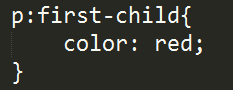 p:first-child{
    color: red;
}